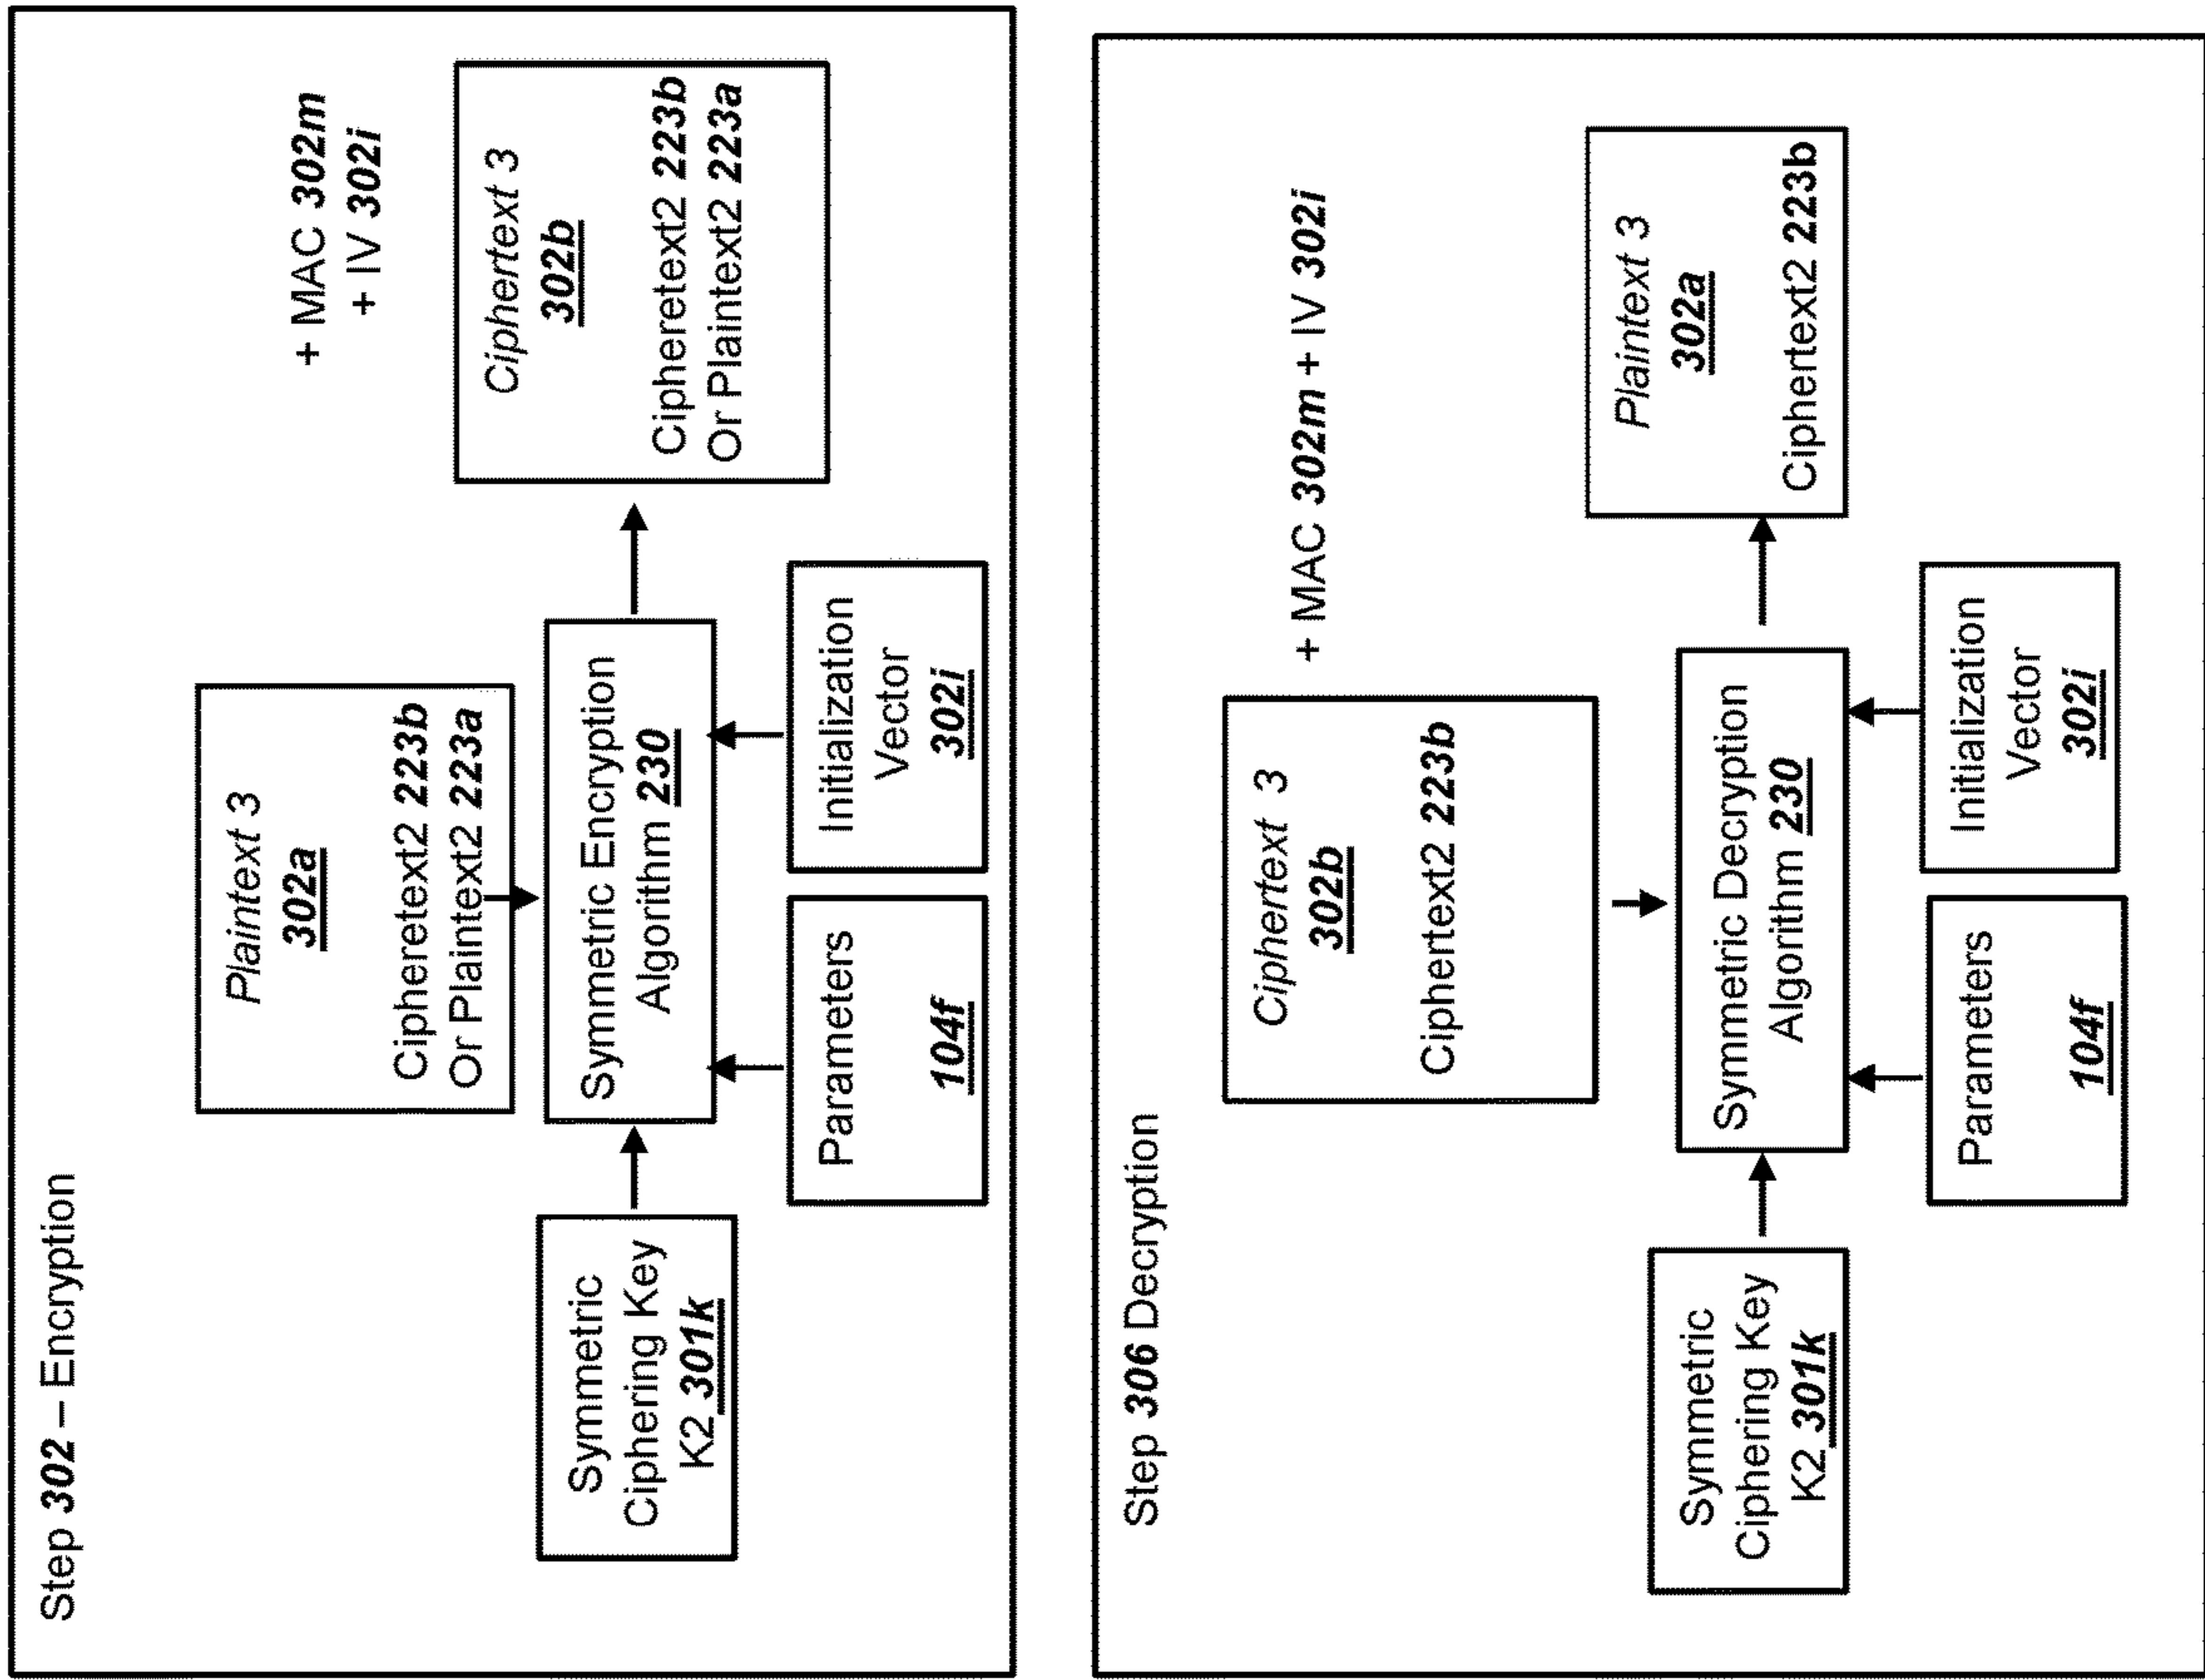 Step 302 – Encryption
Plaintext 3
302a
Cipheretext2 223b
Or Plaintext2 223a
+ MAC 302m
+ IV 302i
Symmetric
Ciphering Key
K2 301k
Symmetric Encryption
Algorithm 230
Ciphertext 3
302b
Cipheretext2 223b
Or Plaintext2 223a
Parameters
104f
Initialization
Vector
302i
Step 306 Decryption
Ciphertext 3
302b
Ciphertext2 223b
+ MAC 302m + IV 302i
Symmetric
Ciphering Key
K2 301k
Symmetric Decryption
Algorithm 230
Plaintext 3
302a
Ciphertext2 223b
Parameters
104f
Initialization
Vector
302i